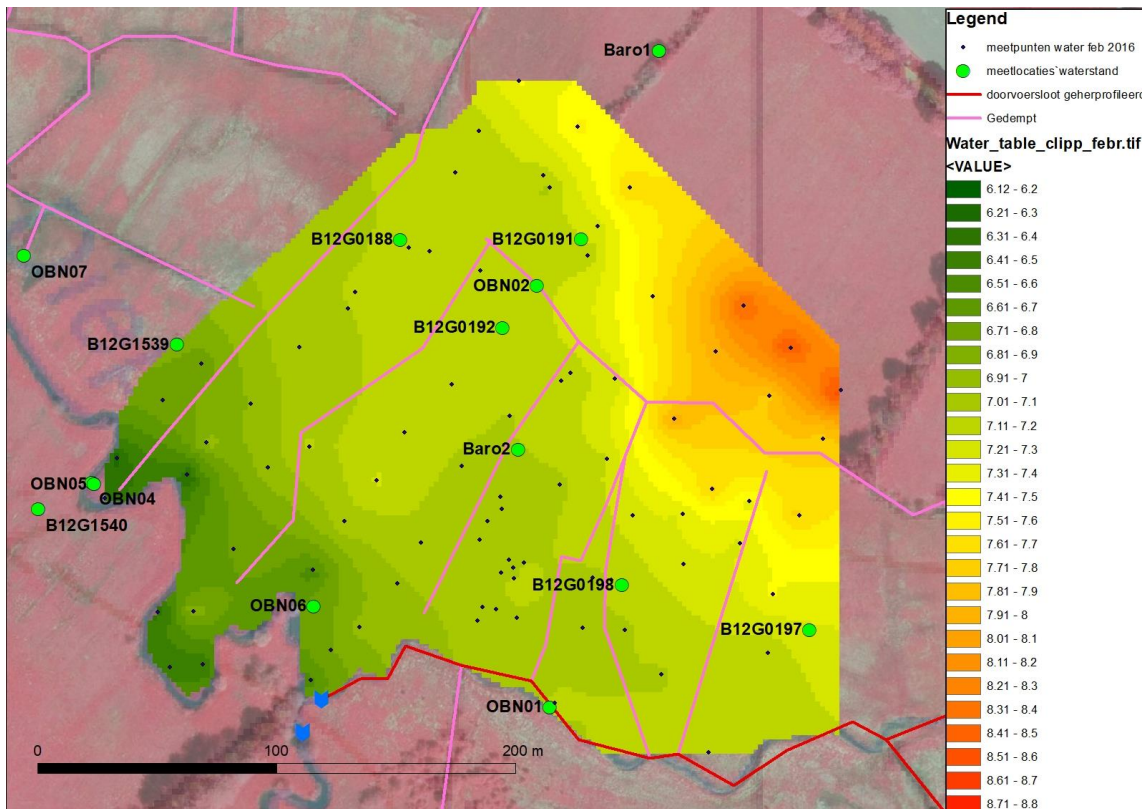 Baro1
B12G0188
B12G0191
OBN07
OBN02
B12G0192
B12G1539
Baro2
OBN05
OBN04
B12G1540
B12G0198
OBN06
B12G0197
OBN01
0 100 200 m
Legend
meetpunten water feb 2016
meetlocaties`waterstand
doorvoersloot geherprofileerd
Gedempt
Water_table_clipp_febr.tif
<VALUE>
6.12 - 6.2
6.21 - 6.3
6.31 - 6.4
6.41 - 6.5
6.51 - 6.6
6.61 - 6.7
6.71 - 6.8
6.81 - 6.9
6.91 - 7
7.01 - 7.1
7.11 - 7.2
7.21 - 7.3
7.31 - 7.4
7.41 - 7.5
7.51 - 7.6
7.61 - 7.7
7.71 - 7.8
7.81 - 7.9
7.91 - 8
8.01 - 8.1
8.11 - 8.2
8.21 - 8.3
8.31 - 8.4
8.41 - 8.5
8.51 - 8.6
8.61 - 8.7
8.71 - 8.8